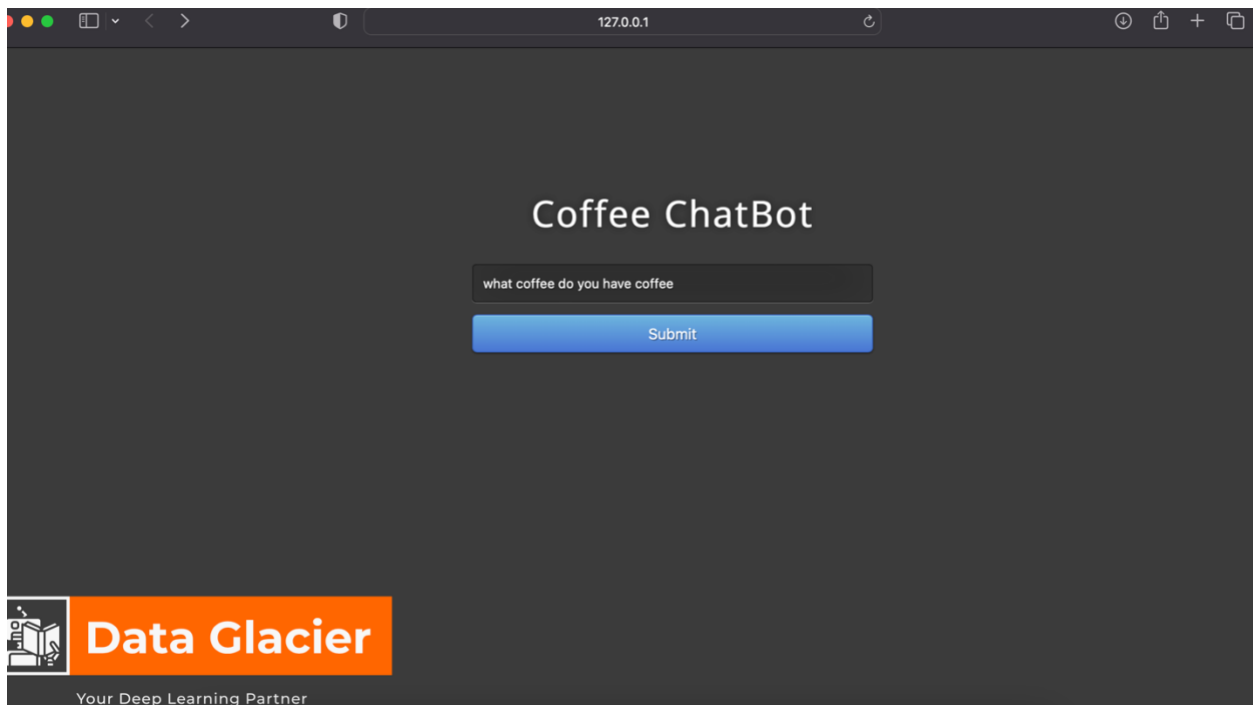 127.0.0.1
Coffee ChatBot
what coffee do you have coffee
Submit
Data Glacier
Your Deep Learning Partner